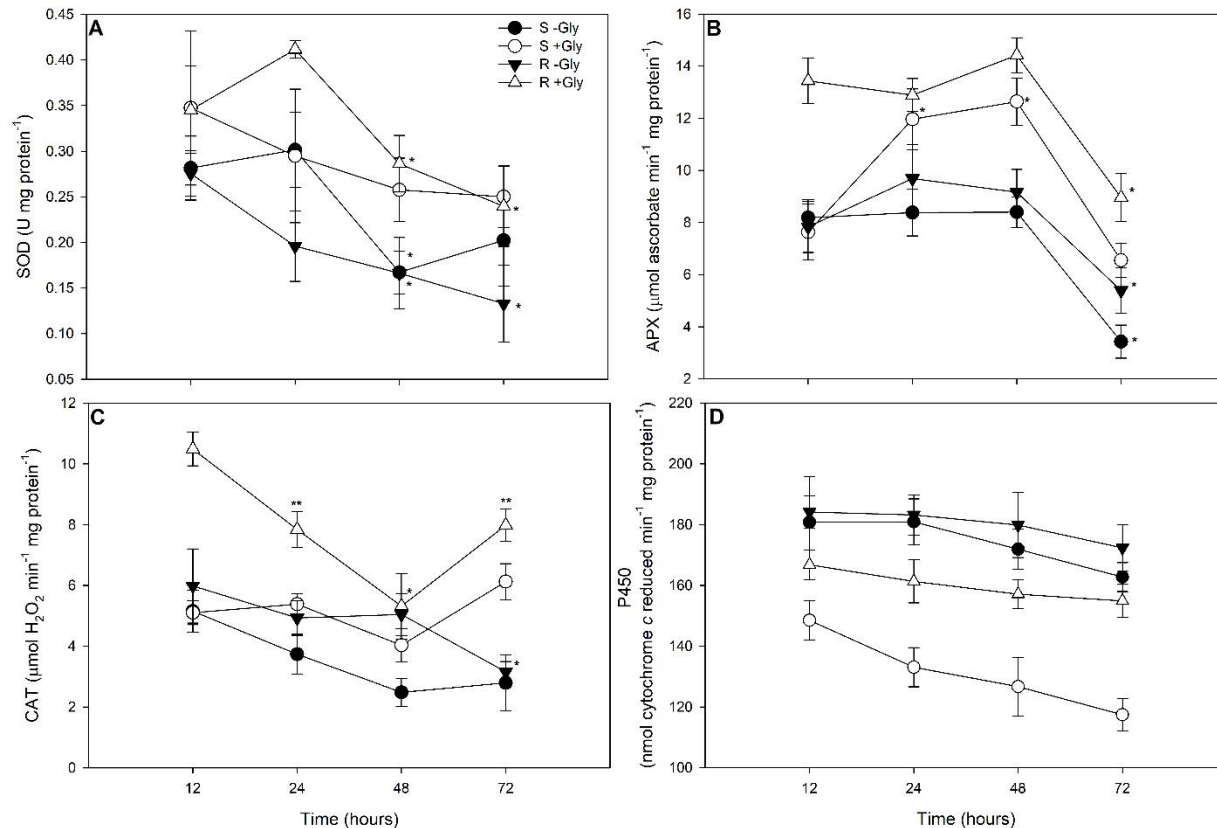 A
S -Gly
S +Gly
R -Gly
R +Gly
SOD (U mg protein⁻¹)
0.45
0.40
0.35
0.30
0.25
0.20
0.15
0.10
0.05
*
*
*
*
*
B
APX (μmol ascorbate min⁻¹ mg protein⁻¹)
16
14
12
10
8
6
4
2
*
*
*
*
*
C
CAT (μmol H₂O₂ min⁻¹ mg protein⁻¹)
12
10
8
6
4
2
0
**
**
*
*
12 24 48 72
Time (hours)
D
P450
(nmol cytochrome c reduced min⁻¹ mg protein⁻¹)
220
200
180
160
140
120
100
12 24 48 72
Time (hours)